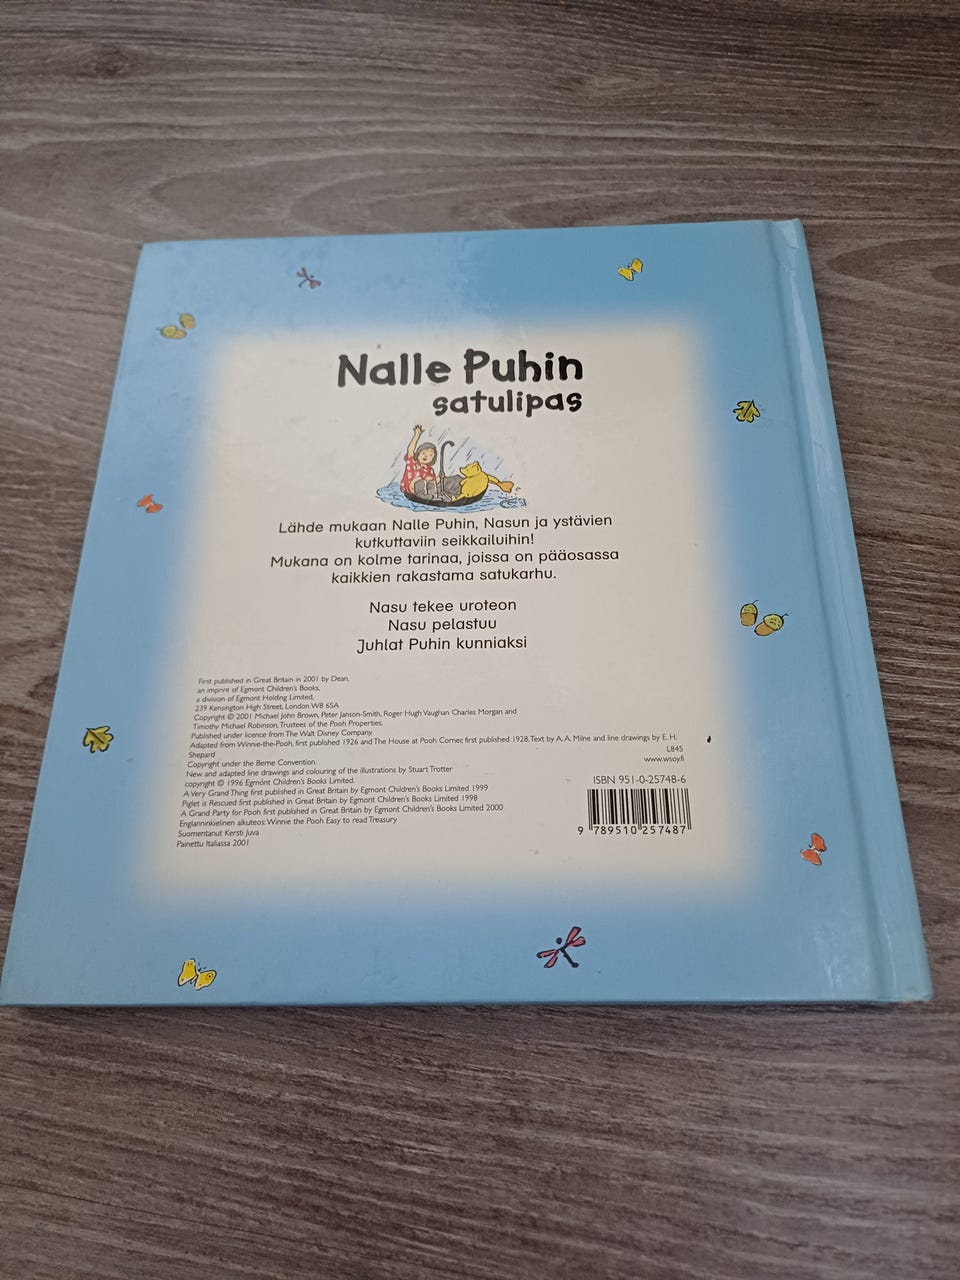 Nalle Puhin
satulipas
Lähde mukaan Nalle Puhin, Nasun ja ystävien
kutkuttaviin seikkailuihin!
Mukana on kolme tarinaa, joissa on pääosassa
kaikkien rakastama satukarhu.
Nasu tekee uroteon
Nasu pelastuu
Juhlat Puhin kunniaksi
First published in Great Britain in 2001 by Dean,
an imprint of Egmont Children's Books,
a division of Egmont Holding Limited,
239 Kensington High Street, London W8 6SA
Copyright © 2001 Michael John Brown, Peter Janson-Smith, Roger Hugh Vaughan Charles Morgan and
Timothy Michael Robinson, Trustees of the Pooh Properties.
Published under licence from The Walt Disney Company.
Adapted from Winnie-the-Pooh, first published 1926 and The House at Pooh Corner, first published 1928. Text by A. A. Milne and line drawings by E. H.
Shepard
Copyright under the Berne Convention.
New and adapted line drawings and colouring of the illustrations by Stuart Trotter
copyright © 1996 Egmont Children's Books Limited.
A Very Grand Thing first published in Great Britain by Egmont Children's Books Limited 1999
Piglet is Rescued first published in Great Britain by Egmont Children's Books Limited 1998
A Grand Party for Pooh first published in Great Britain by Egmont Children's Books Limited 2000
Englanninkielinen alkuteos: Winnie the Pooh Easy to read Treasury
Suomentanut Kersti Juva
Painettu Italiassa 2001
L845
www.wsoy.fi
ISBN 951-0-25748-6
9 789510 257487